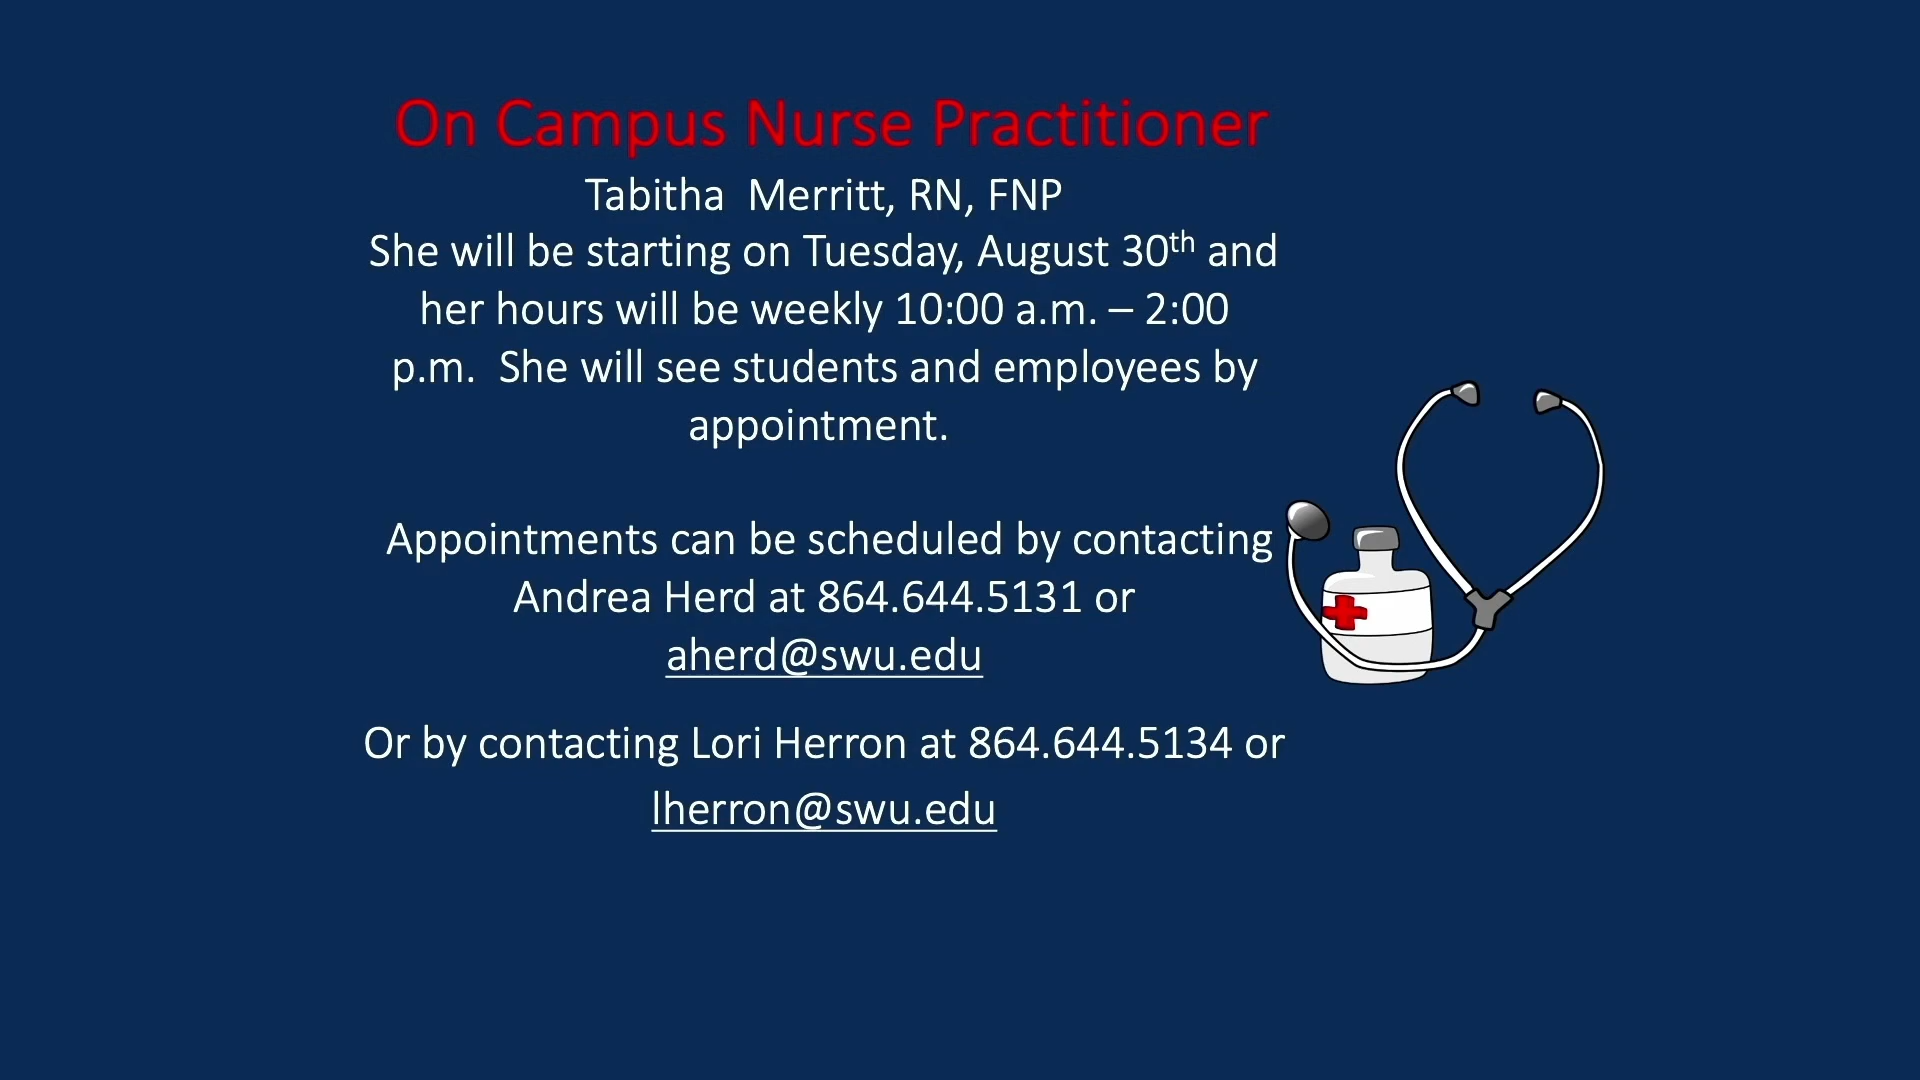 On Campus Nurse Practitioner
Tabitha  Merritt, RN, FNP
She will be starting on Tuesday, August 30th and
her hours will be weekly 10:00 a.m. – 2:00
p.m.  She will see students and employees by
appointment.
Appointments can be scheduled by contacting
Andrea Herd at 864.644.5131 or
aherd@swu.edu
Or by contacting Lori Herron at 864.644.5134 or
lherron@swu.edu